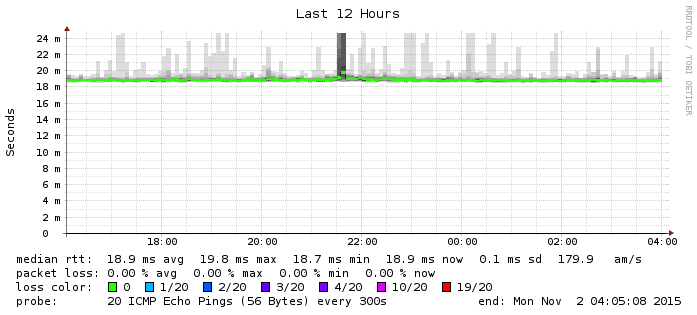 Last 12 Hours
RRDTOOL / TOBI OETIKER
Seconds
24 m
22 m
20 m
18 m
16 m
14 m
12 m
10 m
8 m
6 m
4 m
2 m
0
18:00 20:00 22:00 00:00 02:00 04:00
median rtt: 18.9 ms avg 19.8 ms max 18.7 ms min 18.9 ms now 0.1 ms sd 179.9 am/s
packet loss: 0.00 % avg 0.00 % max 0.00 % min 0.00 % now
loss color: 0 1/20 2/20 3/20 4/20 10/20 19/20
probe: 20 ICMP Echo Pings (56 Bytes) every 300s end: Mon Nov 2 04:05:08 2015